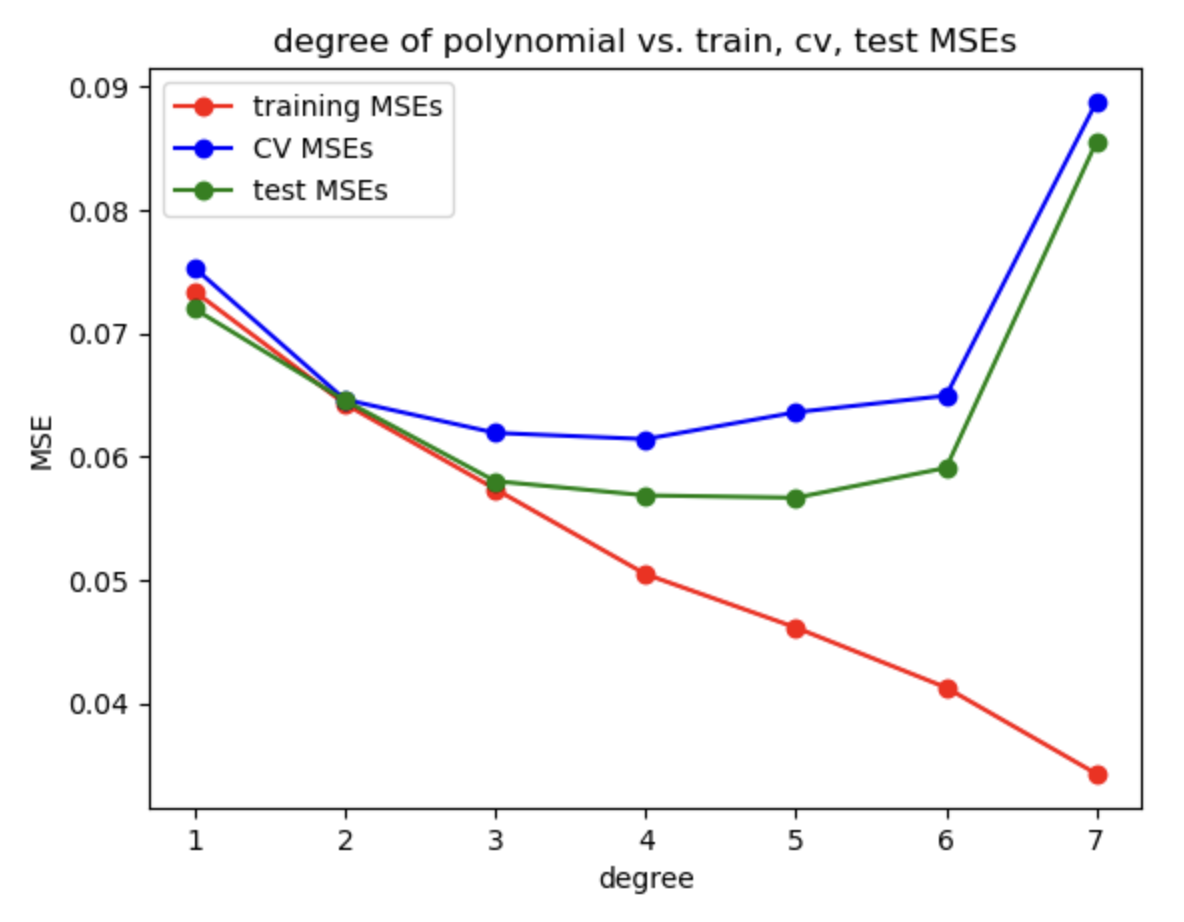 degree of polynomial vs. train, cv, test MSEs
training MSEs
CV MSEs
test MSEs
MSE
0.09
0.08
0.07
0.06
0.05
0.04
1 2 3 4 5 6 7
degree